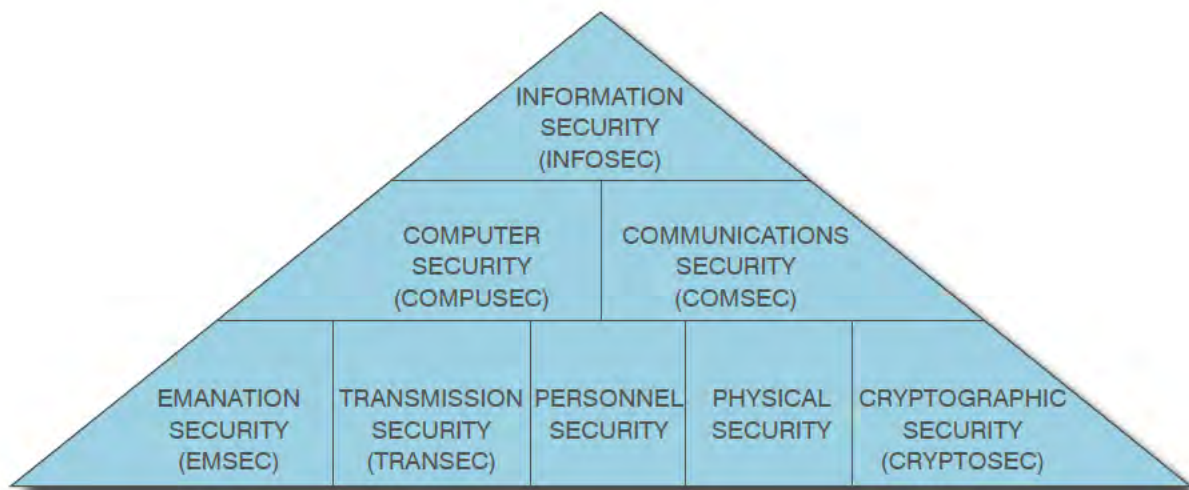 INFORMATION
SECURITY
(INFOSEC)
COMPUTER
SECURITY
(COMPUSEC)
COMMUNICATIONS
SECURITY
(COMSEC)
EMANATION
SECURITY
(EMSEC)
TRANSMISSION
SECURITY
(TRANSEC)
PERSONNEL
SECURITY
PHYSICAL
SECURITY
CRYPTOGRAPHIC
SECURITY
(CRYPTOSEC)